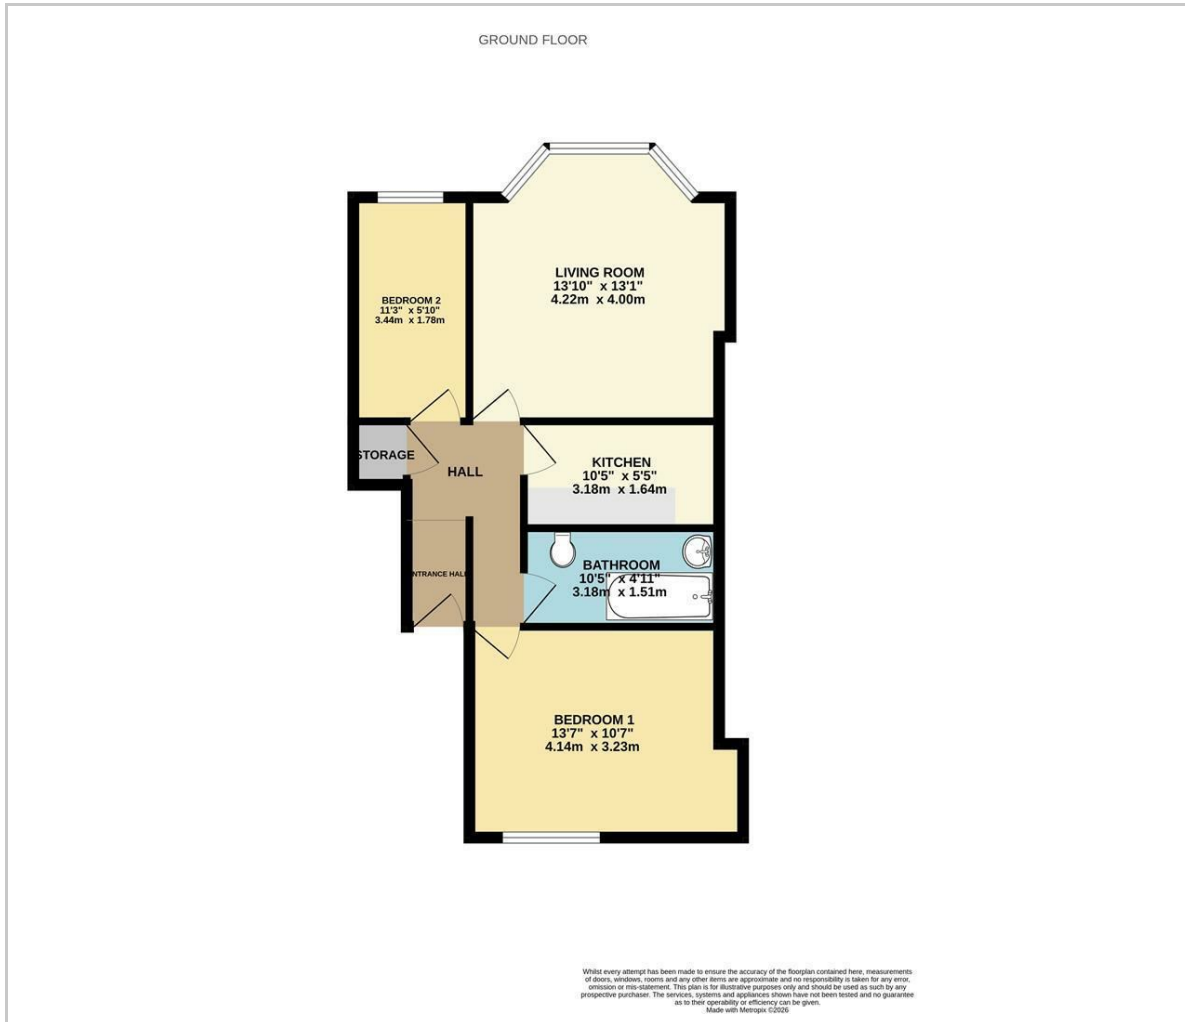 GROUND FLOOR
LIVING ROOM
13'10" x 13'1"
4.22m x 4.00m
BEDROOM 2
11'3" x 5'10"
3.44m x 1.78m
STORAGE
HALL
KITCHEN
10'5" x 5'5"
3.18m x 1.64m
BATHROOM
10'5" x 4'11"
3.18m x 1.51m
ENTRANCE HALL
BEDROOM 1
13'7" x 10'7"
4.14m x 3.23m
Whilst every attempt has been made to ensure the accuracy of the floorplan contained here, measurements
of doors, windows, rooms and any other items are approximate and no responsibility is taken for any error,
omission or mis-statement. This plan is for illustrative purposes only and should be used as such by any
prospective purchaser. The services, systems and appliances shown have not been tested and no guarantee
as to their operability or efficiency can be given.
Made with Metropix ©2026